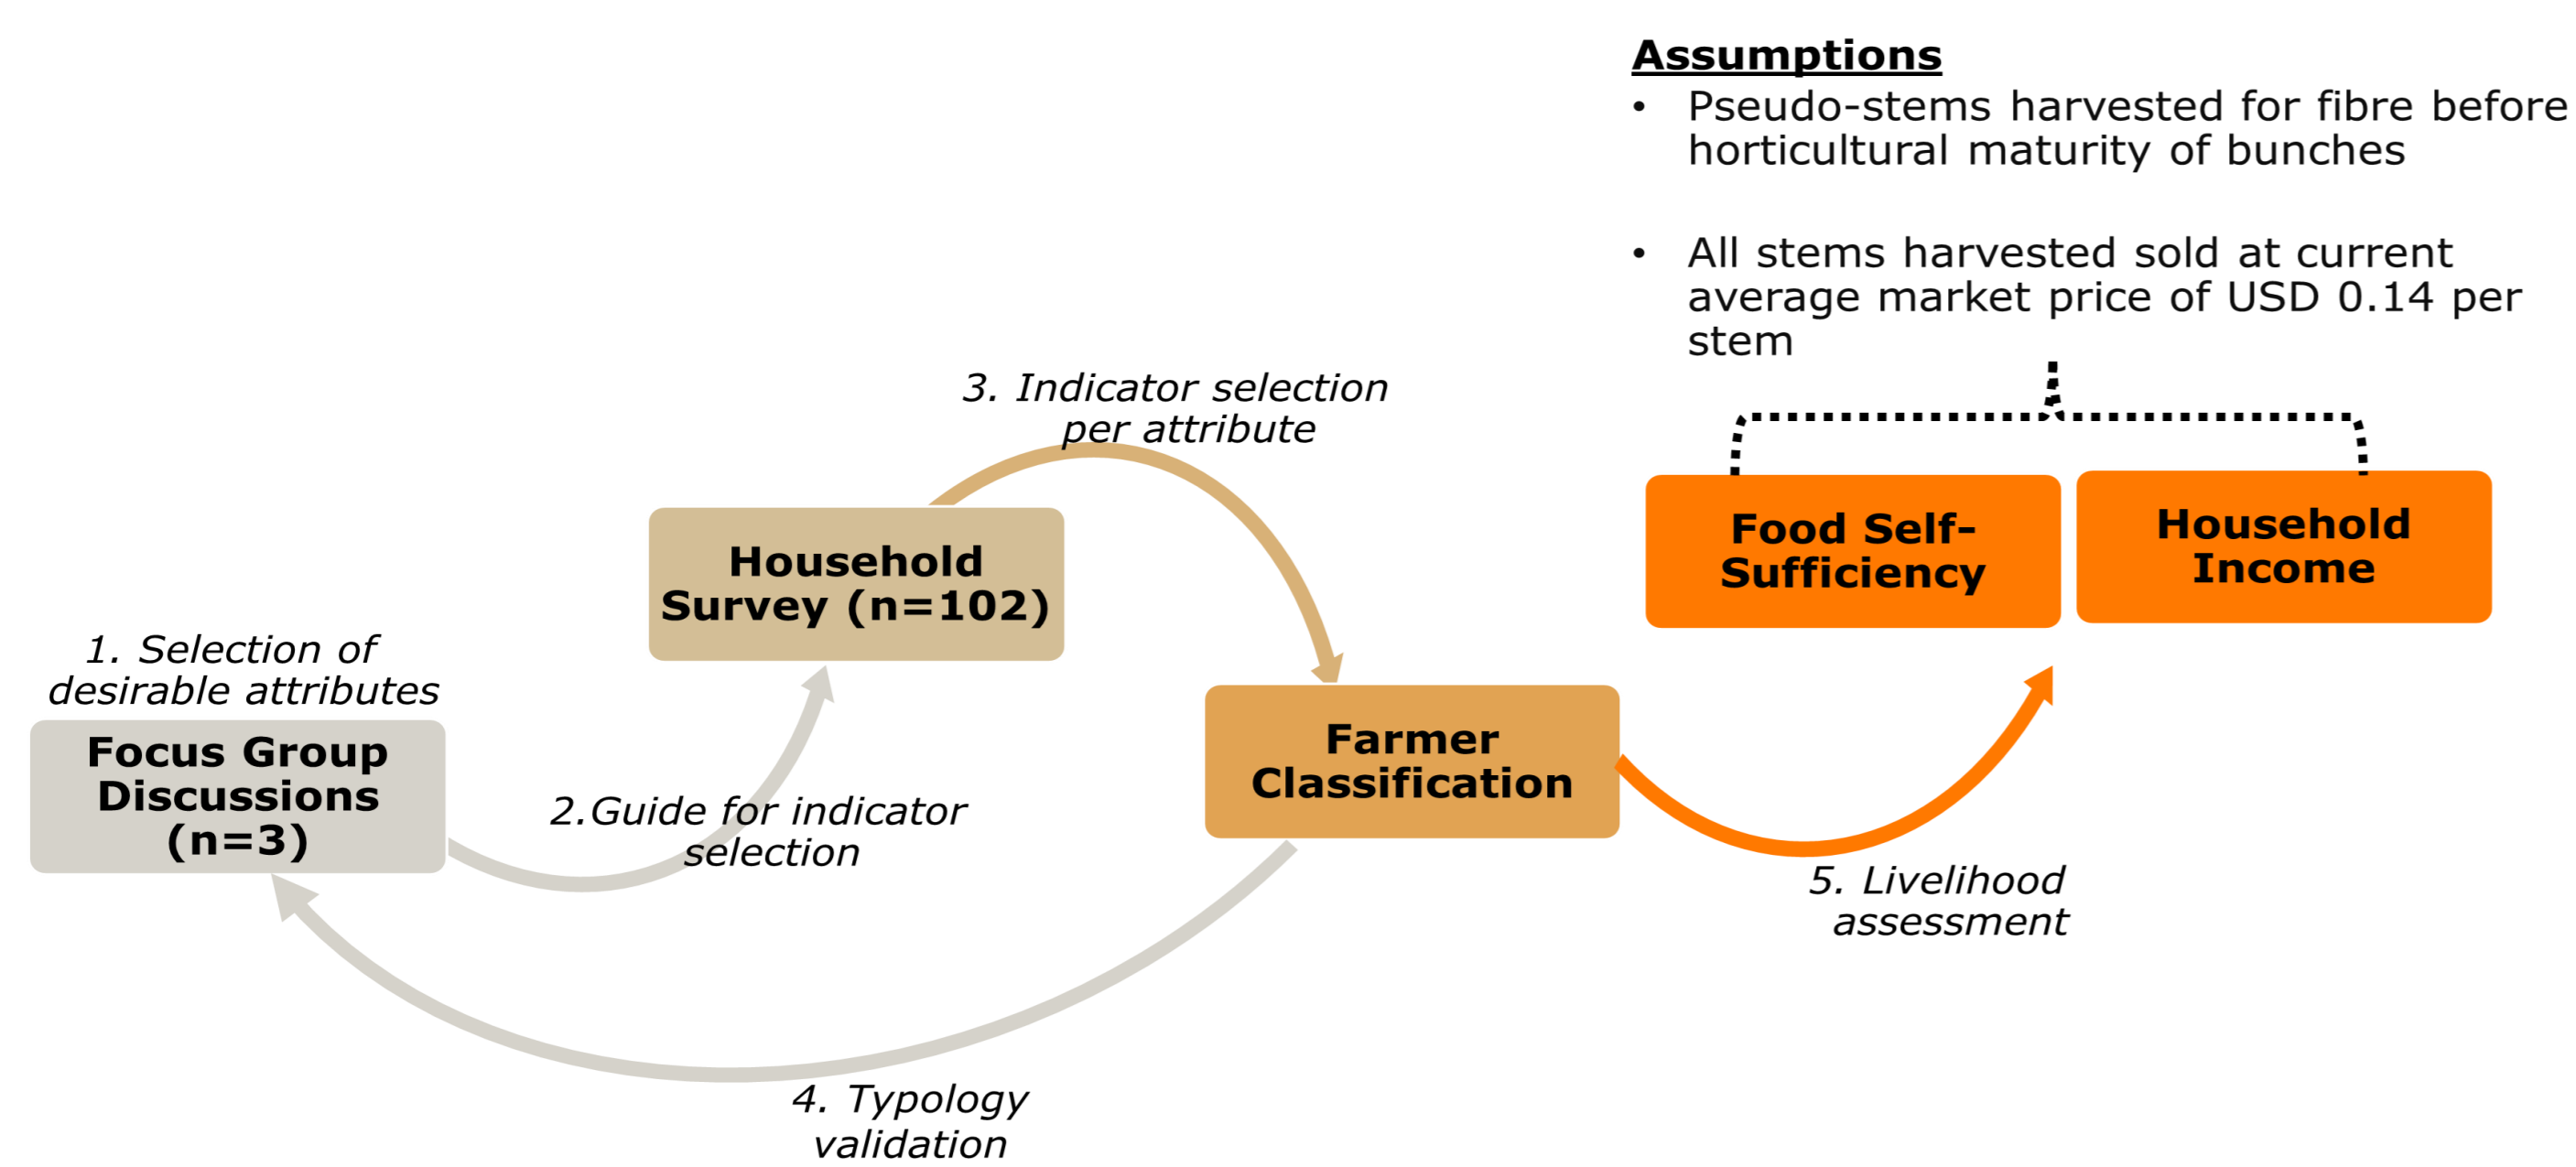 Assumptions
• Pseudo-stems harvested for fibre before
horticultural maturity of bunches
• All stems harvested sold at current
average market price of USD 0.14 per
stem
3. Indicator selection
per attribute
Food Self-
Sufficiency
Household
Income
Household
Survey (n=102)
1. Selection of
desirable attributes
Focus Group
Discussions
(n=3)
2.Guide for indicator
selection
Farmer
Classification
5. Livelihood
assessment
4. Typology
validation